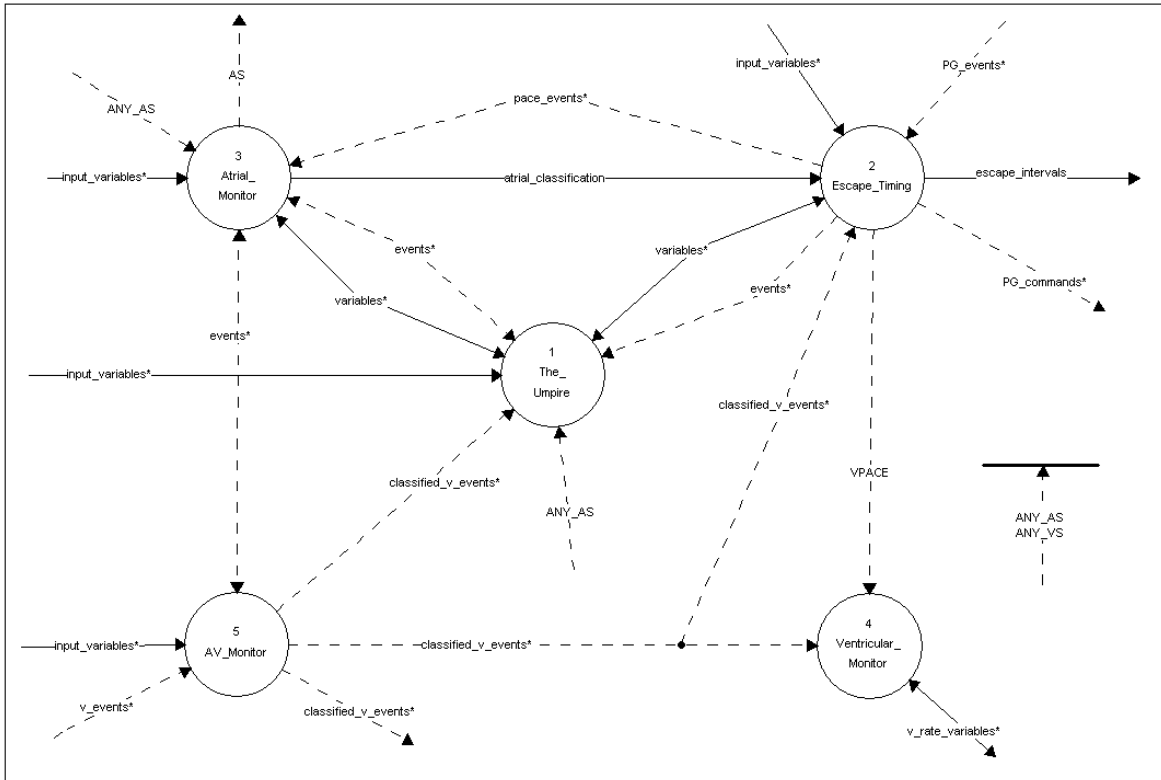 AS
ANY_AS
input_variables*
PG_events*
pace_events*
3
Atrial_
Monitor
input_variables*
atrial_classification
2
Escape_Timing
escape_intervals
events*
variables*
PG_commands*
variables*
events*
events*
1
The_
Umpire
input_variables*
classified_v_events*
classified_v_events*
VPACE
ANY_AS
ANY_AS
ANY_VS
5
AV_Monitor
input_variables*
classified_v_events*
4
Ventricular_
Monitor
v_events*
classified_v_events*
v_rate_variables*